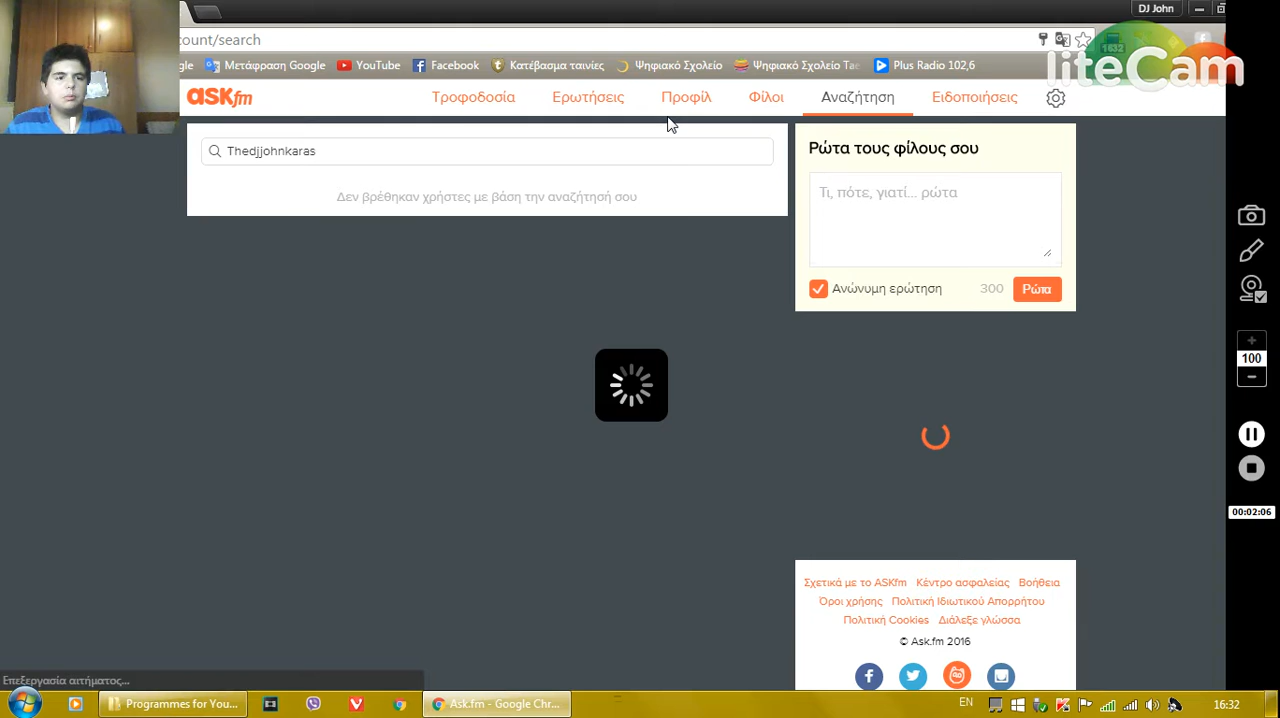 DJ John
count/search
1632
liteCam
gle Μετάφραση Google YouTube Facebook Κατέβασμα ταινίες Ψηφιακό Σχολείο Ψηφιακό Σχολείο Ταε Plus Radio 102,6
ASKfm Τροφοδοσία Ερωτήσεις Προφίλ Φίλοι Αναζήτηση Ειδοποιήσεις
Thedjjohnkaras
Δεν βρέθηκαν χρήστες με βάση την αναζήτησή σου
Ρώτα τους φίλους σου
Τι, πότε, γιατί... ρώτα
Ανώνυμη ερώτηση 300 Ρώτα
100
00:02:06
Σχετικά με το ASKfm Κέντρο ασφαλείας Βοήθεια
Όροι χρήσης Πολιτική Ιδιωτικού Απορρήτου
Πολιτική Cookies Διάλεξε γλώσσα
© Ask.fm 2016
Επεξεργασία αιτήματος...
Programmes for You... Ask.fm - Google Chr... EN 16:32